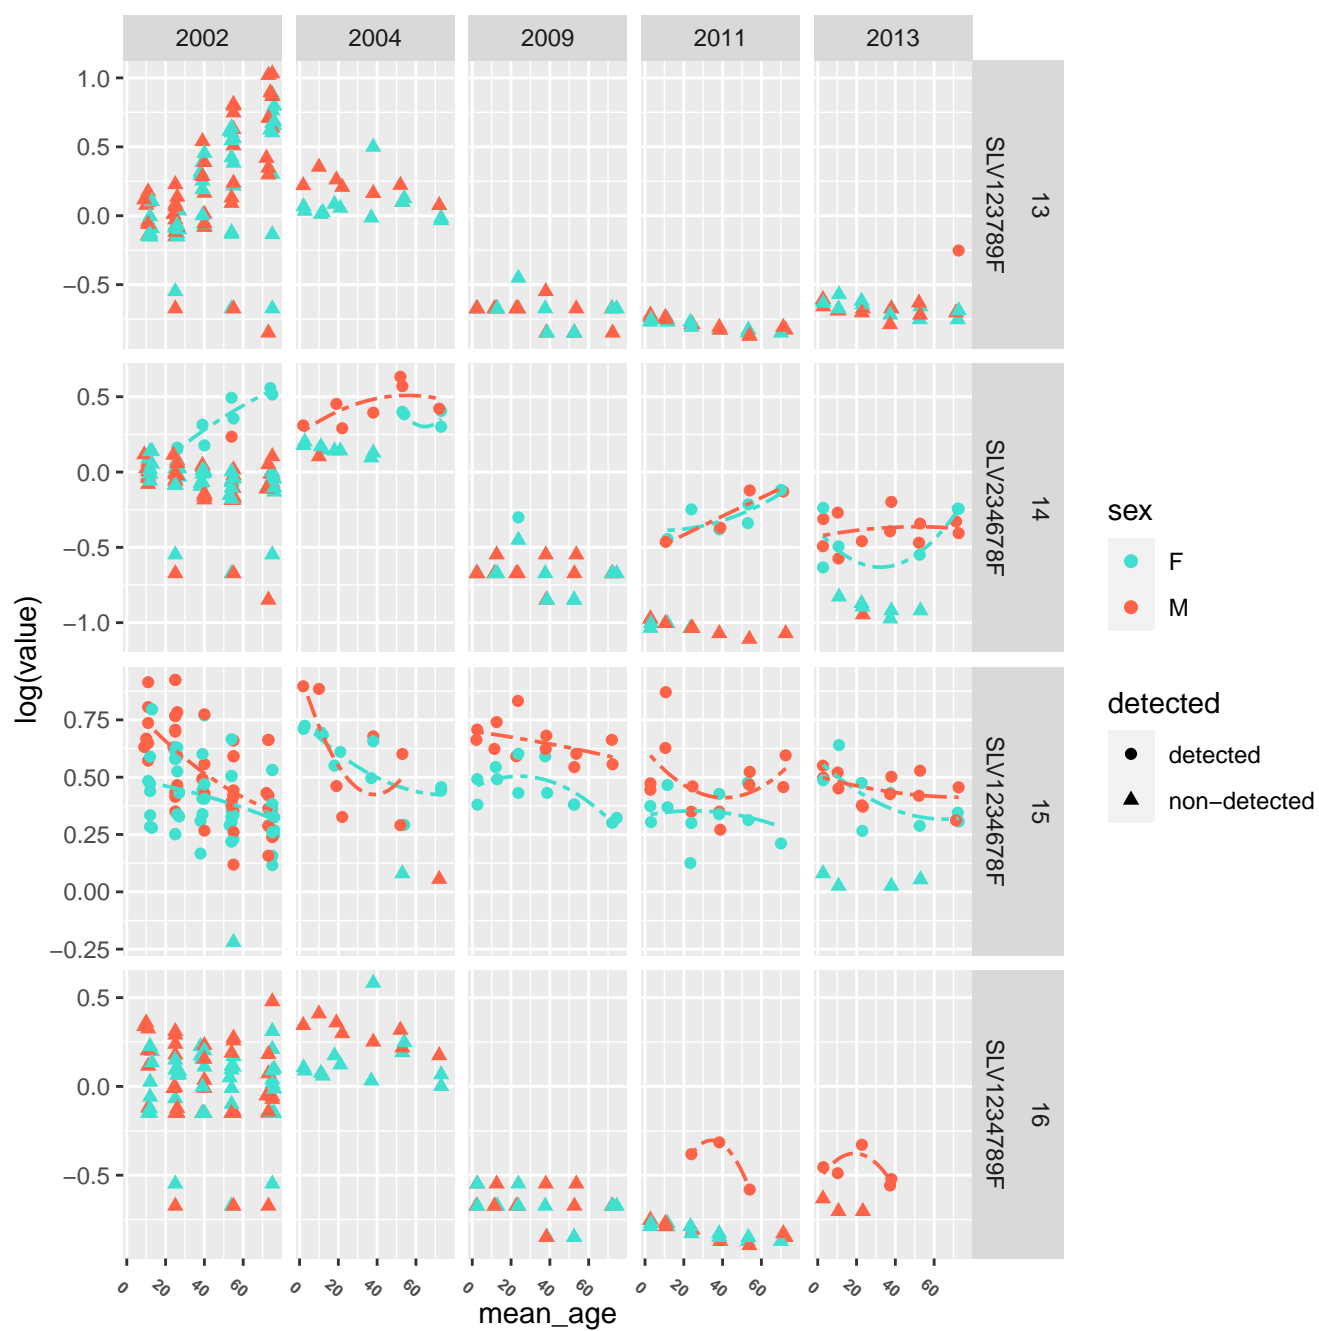 2002 2004 2009 2011 2013
1.0
0.5
0.0
−0.5
SLV123789F
13
0.5
0.0
−0.5
−1.0
SLV234678F
14
0.75
0.50
0.25
0.00
−0.25
SLV1234678F
15
0.5
0.0
−0.5
SLV1234789F
16
0 20 40 60 0 20 40 60 0 20 40 60 0 20 40 60 0 20 40 60
mean_age
log(value)
sex
F
M
detected
detected
non−detected